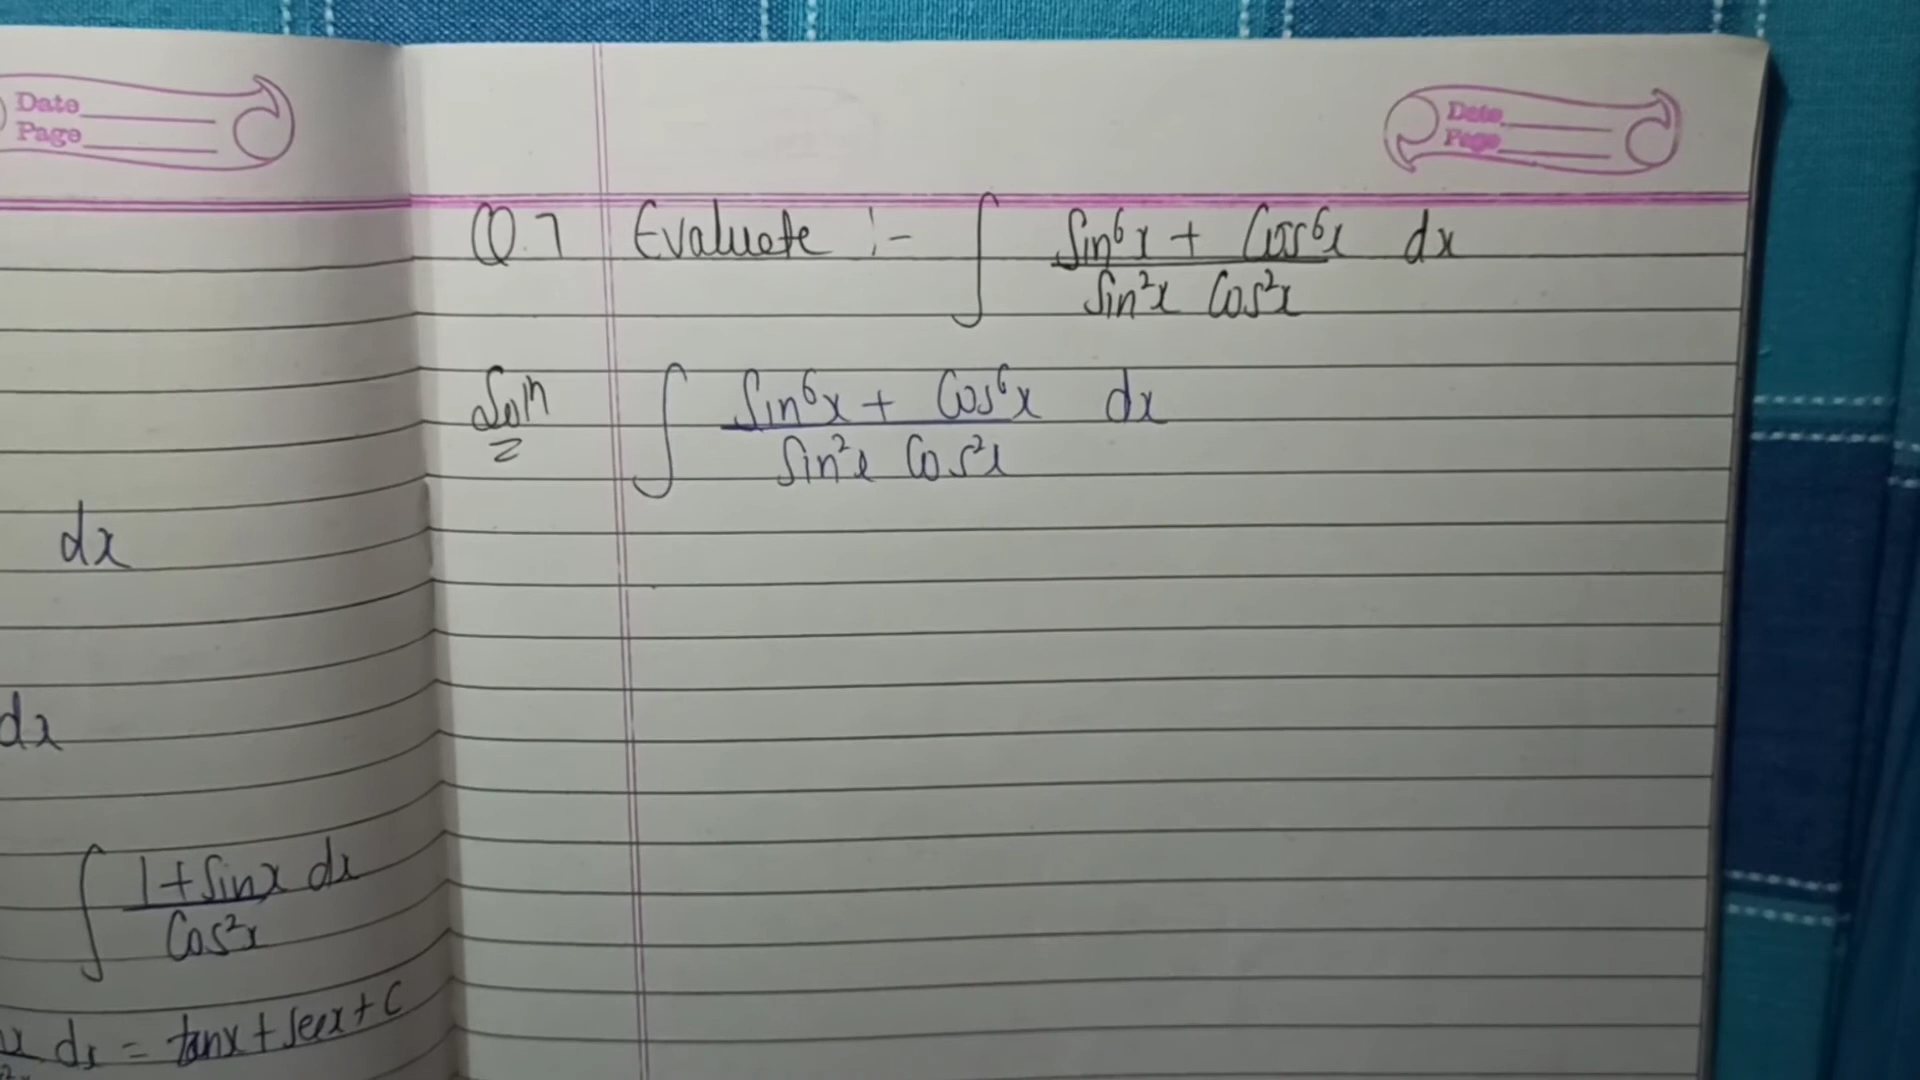 Date
Page
dx
dx
∫ 1+Sinx dx / Cos²x
dx = tanx + Secx + C
Date
Page
Q.7 Evaluate :- ∫ Sin⁶x + Cos⁶x / Sin²x Cos²x dx
Soln ∫ Sin⁶x + Cos⁶x / Sin²x Cos²x dx